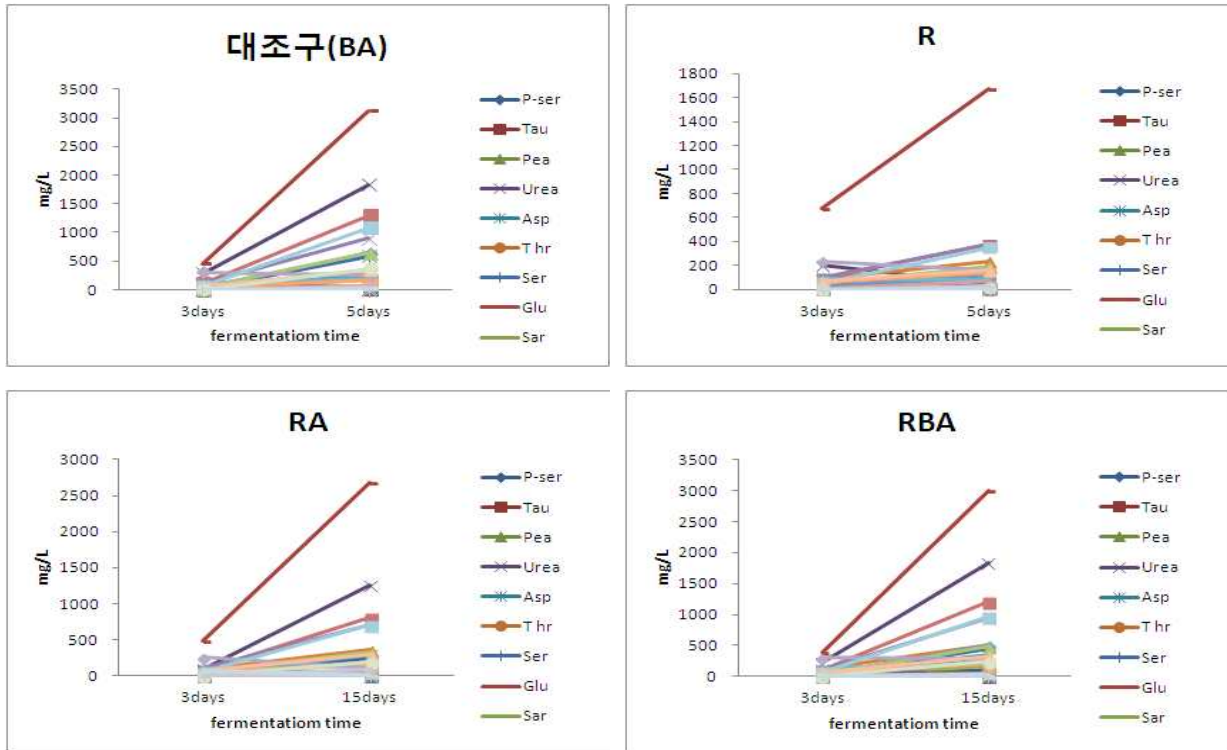 대조구(BA)
3500
3000
2500
2000
1500
1000
500
0
mg/L
3days 5days
fermentatiom time
P-ser
Tau
Pea
Urea
Asp
Thr
Ser
Glu
Sar
R
1800
1600
1400
1200
1000
800
600
400
200
0
mg/L
3days 5days
fermentatiom time
P-ser
Tau
Pea
Urea
Asp
Thr
Ser
Glu
Sar
RA
3000
2500
2000
1500
1000
500
0
mg/L
3days 15days
fermentatiom time
P-ser
Tau
Pea
Urea
Asp
Thr
Ser
Glu
Sar
RBA
3500
3000
2500
2000
1500
1000
500
0
mg/L
3days 15days
fermentatiom time
P-ser
Tau
Pea
Urea
Asp
Thr
Ser
Glu
Sar